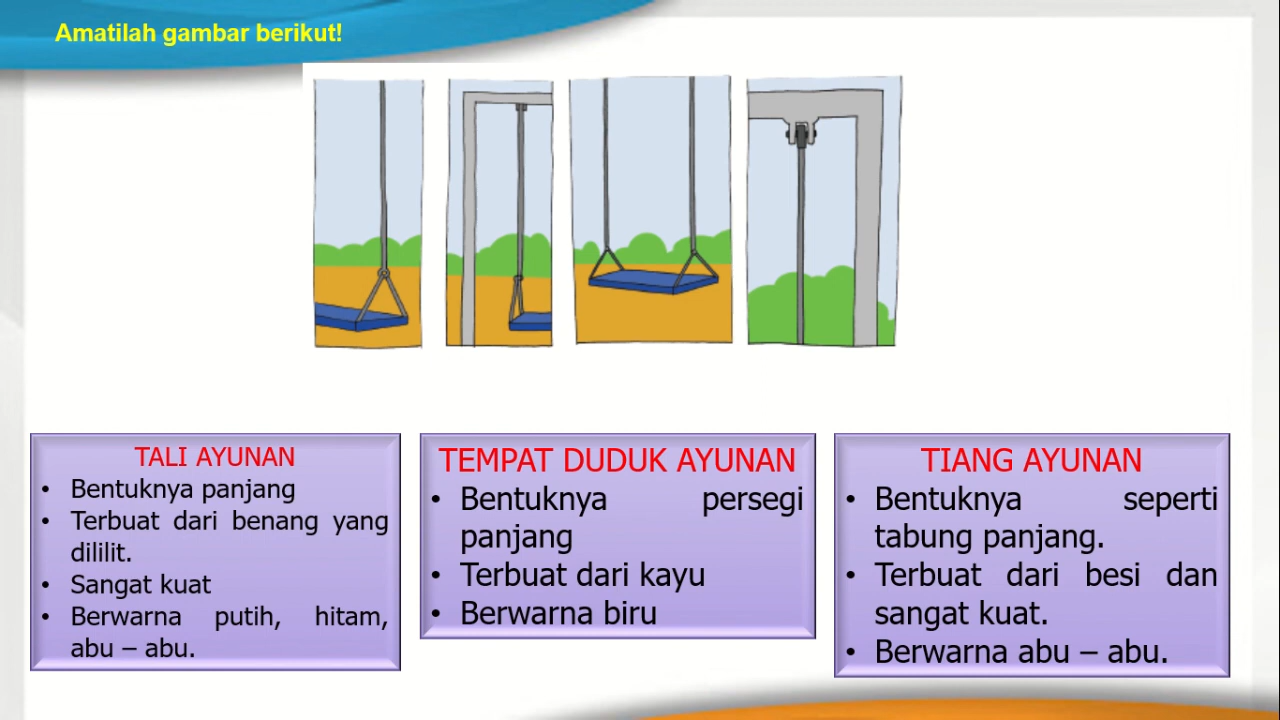 Amatilah gambar berikut!
TALI AYUNAN
• Bentuknya panjang
• Terbuat dari benang yang
dililit.
• Sangat kuat
• Berwarna putih, hitam,
abu – abu.
TEMPAT DUDUK AYUNAN
• Bentuknya persegi
panjang
• Terbuat dari kayu
• Berwarna biru
TIANG AYUNAN
• Bentuknya seperti
tabung panjang.
• Terbuat dari besi dan
sangat kuat.
• Berwarna abu – abu.